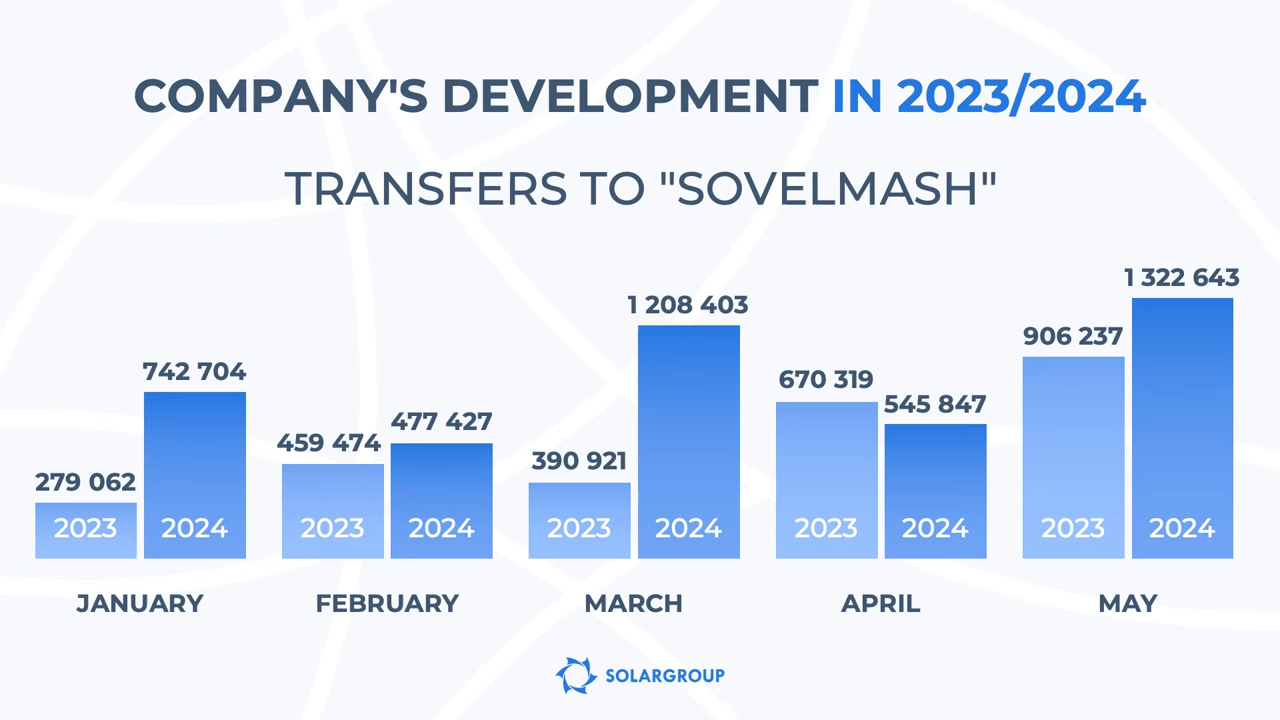 COMPANY'S DEVELOPMENT IN 2023/2024
TRANSFERS TO "SOVELMASH"
279 062
2023
742 704
2024
JANUARY
459 474
2023
477 427
2024
FEBRUARY
390 921
2023
1 208 403
2024
MARCH
670 319
2023
545 847
2024
APRIL
906 237
2023
1 322 643
2024
MAY
SOLARGROUP